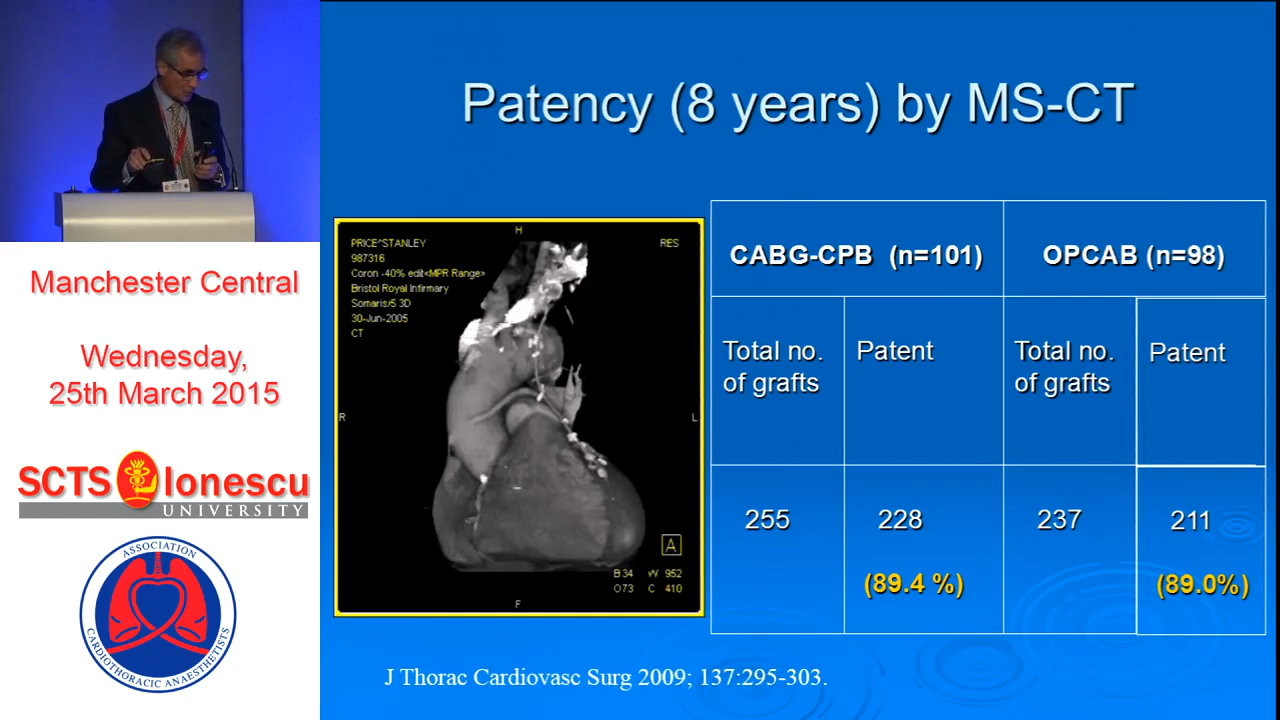 Patency (8 years) by MS-CT
Manchester Central
Wednesday,
25th March 2015
SCTS Ionescu
UNIVERSITY
ASSOCIATION
CARDIOTHORACIC ANAESTHETISTS
PRICE^STANLEY
987316
Coron -40% edit<MPR Range>
Bristol Royal Infirmary
Somaris/5 3D
30-Jun-2005
CT
H
RES
R
L
A
B 34 W 952
O73 C 410
F
CABG-CPB (n=101)
OPCAB (n=98)
Total no.
of grafts
Patent
Total no.
of grafts
Patent
255
228
(89.4 %)
237
211
(89.0%)
J Thorac Cardiovasc Surg 2009; 137:295-303.